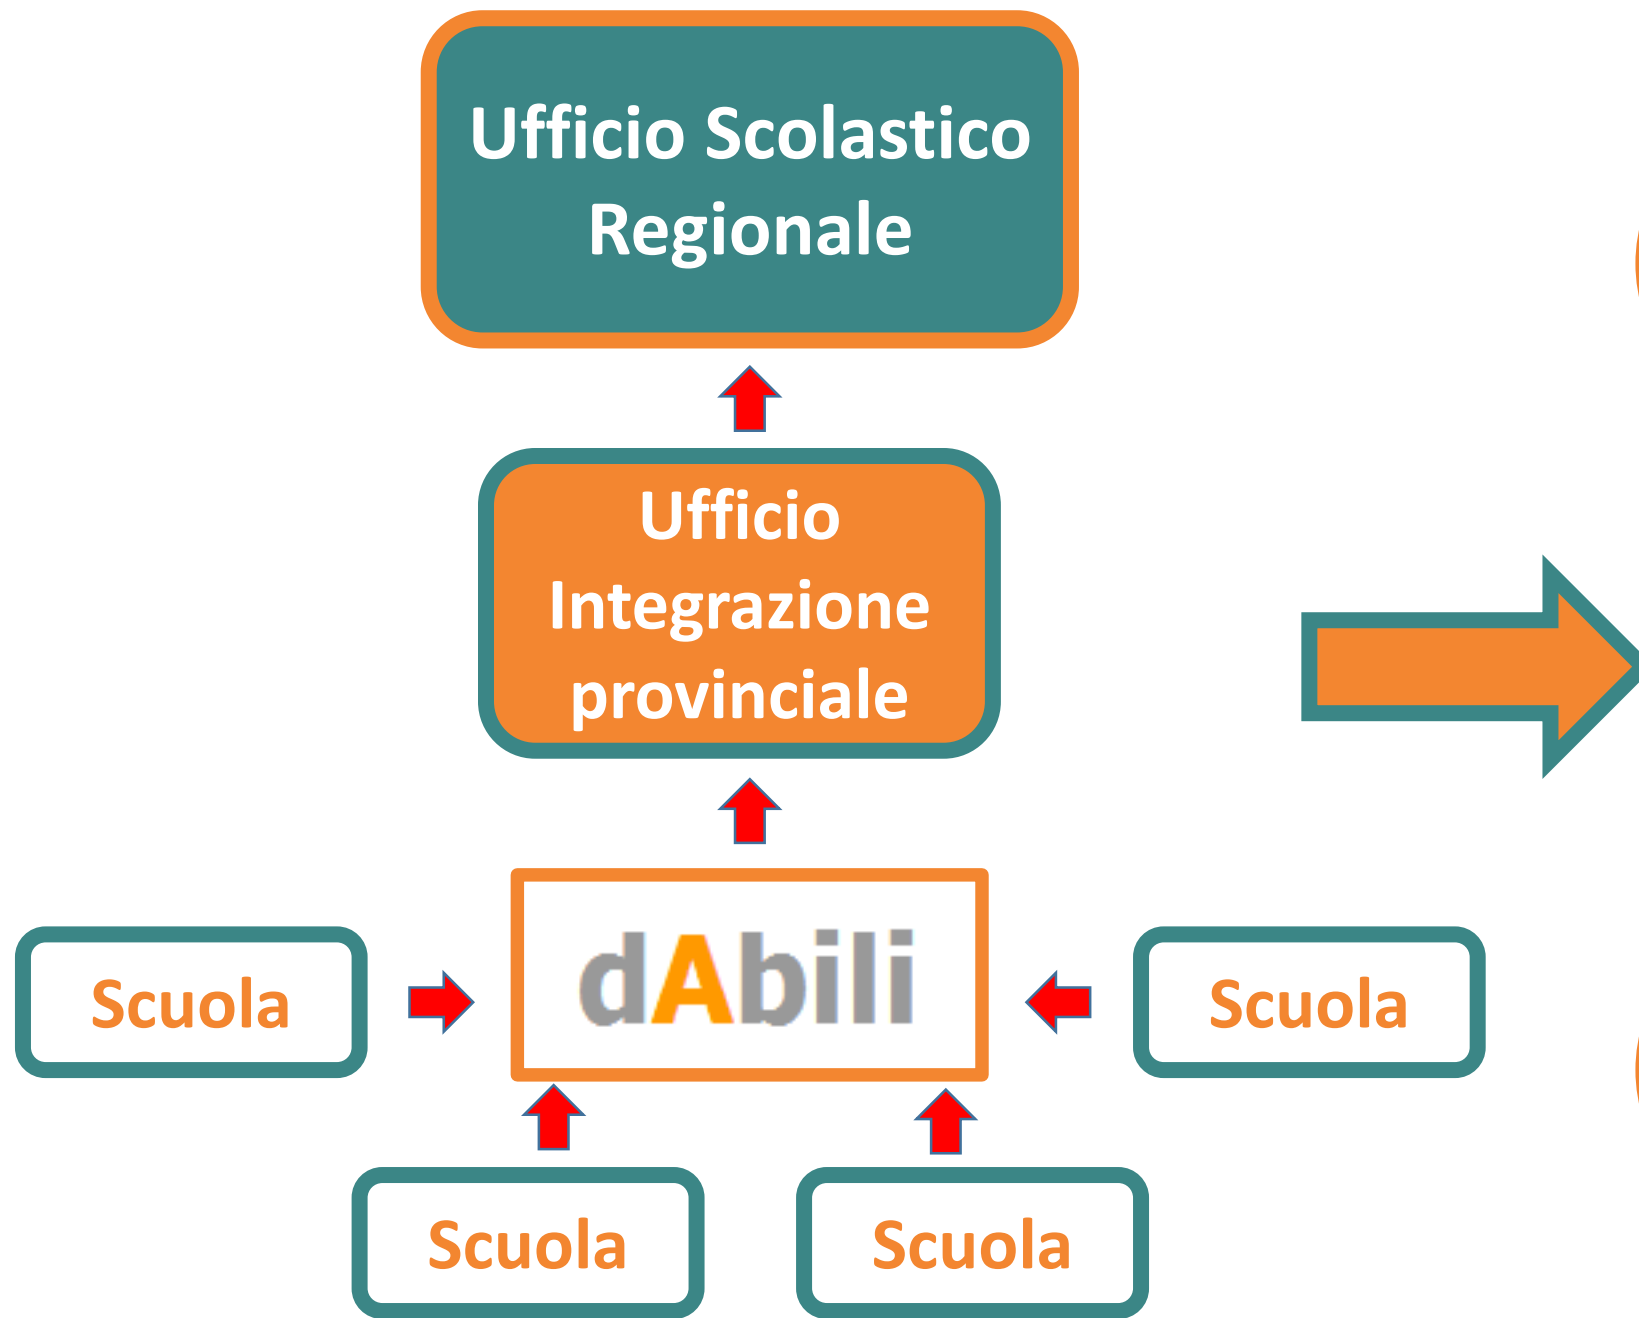 Ufficio Scolastico
Regionale
Ufficio
Integrazione
provinciale
dAbili
Scuola
Scuola
Scuola
Scuola